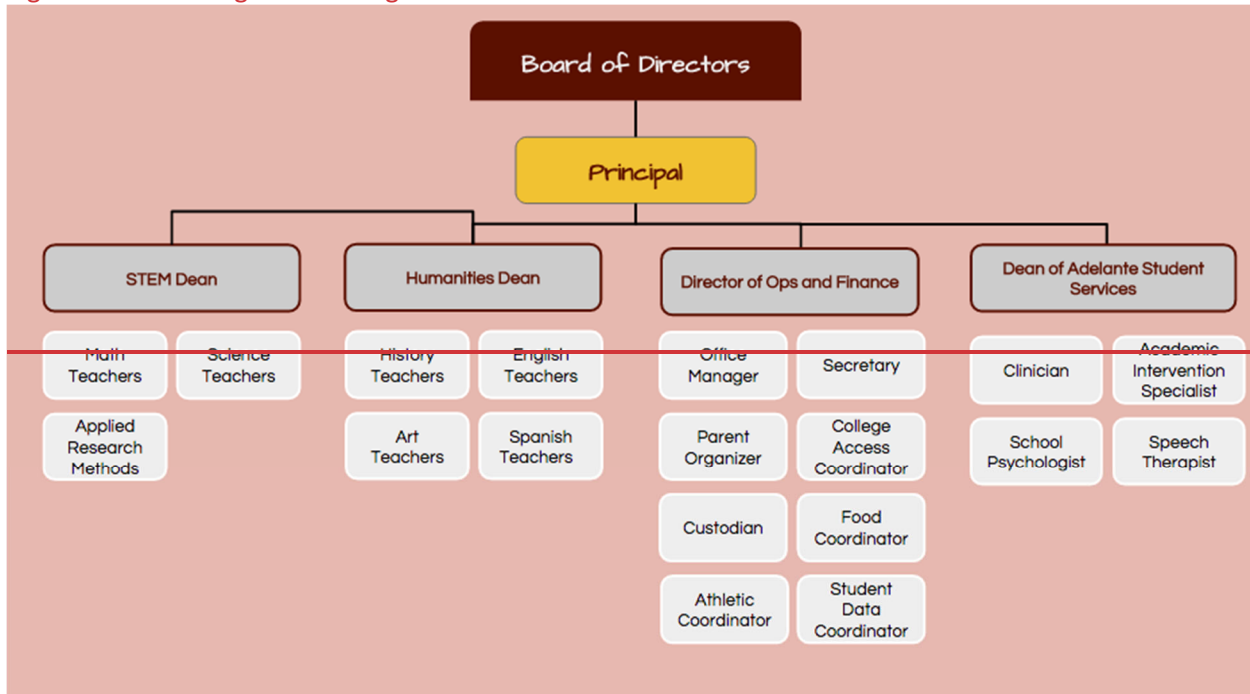 Board of Directors
Principal
STEM Dean
Math
Teachers
Science
Teachers
Applied
Research
Methods
Humanities Dean
History
Teachers
English
Teachers
Art
Teachers
Spanish
Teachers
Director of Ops and Finance
Office
Manager
Secretary
Parent
Organizer
College
Access
Coordinator
Custodian
Food
Coordinator
Athletic
Coordinator
Student
Data
Coordinator
Dean of Adelante Student
Services
Clinician
Academic
Intervention
Specialist
School
Psychologist
Speech
Therapist